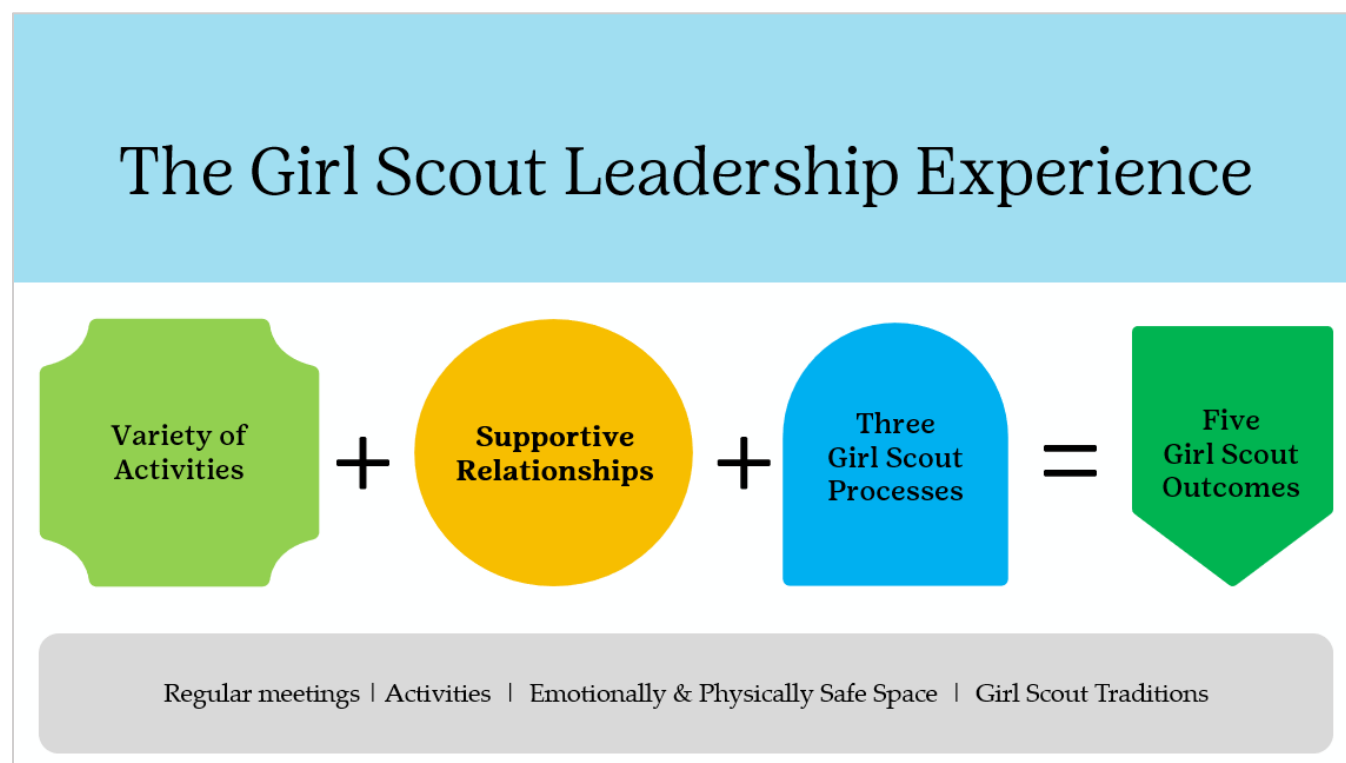 The Girl Scout Leadership Experience
Variety of
Activities
+
Supportive
Relationships
+
Three
Girl Scout
Processes
=
Five
Girl Scout
Outcomes
Regular meetings | Activities | Emotionally & Physically Safe Space | Girl Scout Traditions